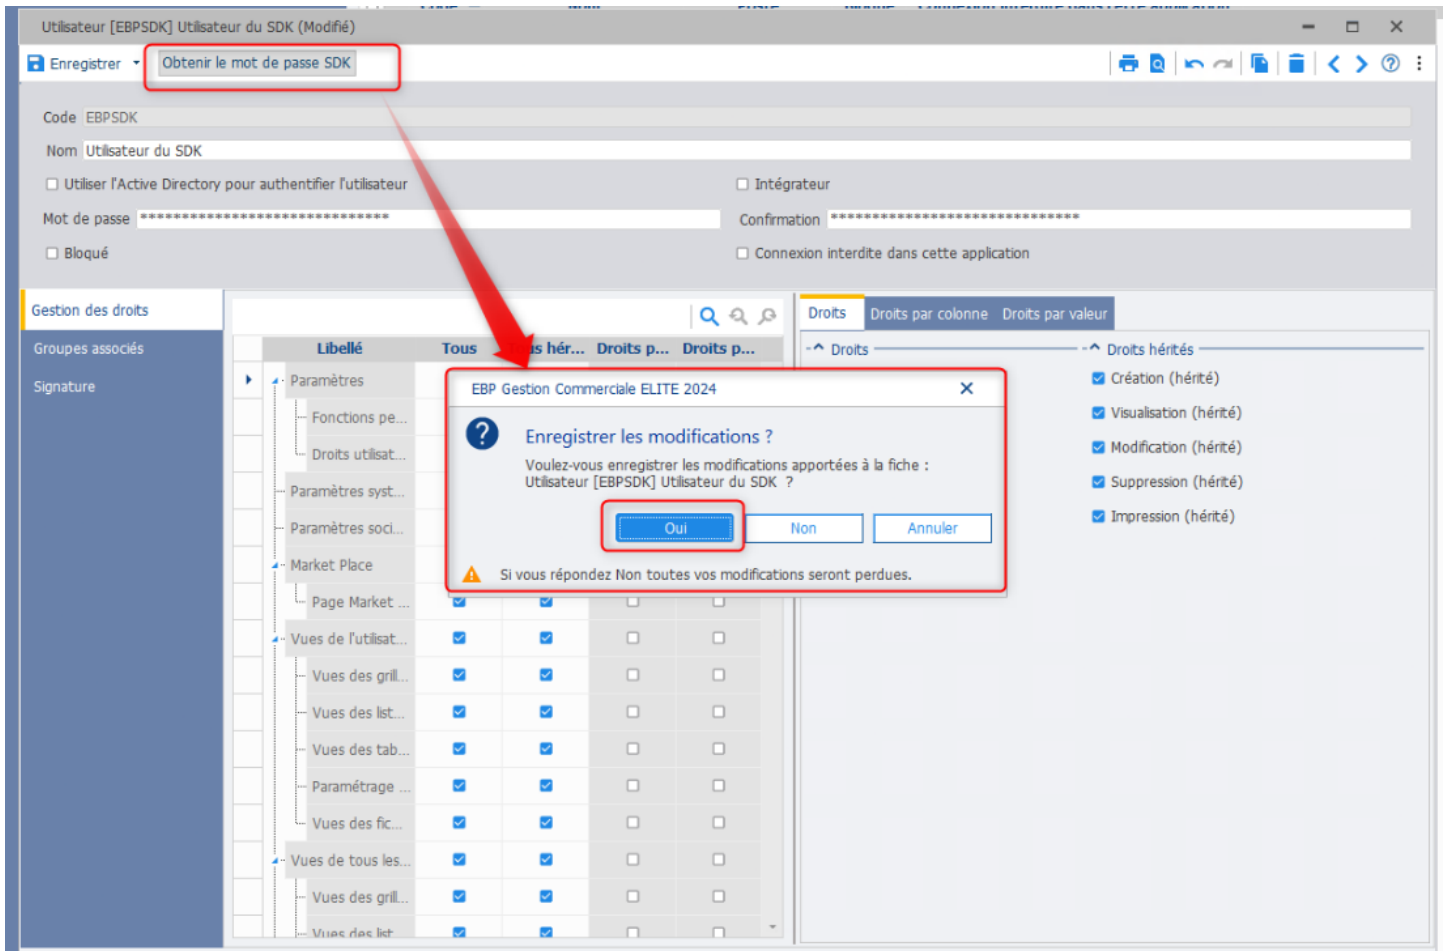 Utilisateur [EBPSDK] Utilisateur du SDK (Modifié)
Enregistrer Obtenir le mot de passe SDK
Code EBPSDK
Nom Utilisateur du SDK
Utiliser l'Active Directory pour authentifier l'utilisateur Intégrateur
Mot de passe ****************************** Confirmation ******************************
Bloqué Connexion interdite dans cette application
Gestion des droits
Groupes associés
Signature
Libellé Tous hér... Droits p... Droits p...
Tous
Paramètres
Fonctions pe...
Droits utilisat...
Paramètres syst...
Paramètres soci...
Market Place
Page Market ...
Vues de l'utilisat...
Vues des grill...
Vues des list...
Vues des tab...
Paramétrage ...
Vues des fic...
Vues de tous les...
Vues des grill...
Vues des list
Droits Droits par colonne Droits par valeur
Droits Droits hérités
Création (hérité)
Visualisation (hérité)
Modification (hérité)
Suppression (hérité)
Impression (hérité)
EBP Gestion Commerciale ELITE 2024
Enregistrer les modifications ?
Voulez-vous enregistrer les modifications apportées à la fiche :
Utilisateur [EBPSDK] Utilisateur du SDK ?
Oui Non Annuler
Si vous répondez Non toutes vos modifications seront perdues.